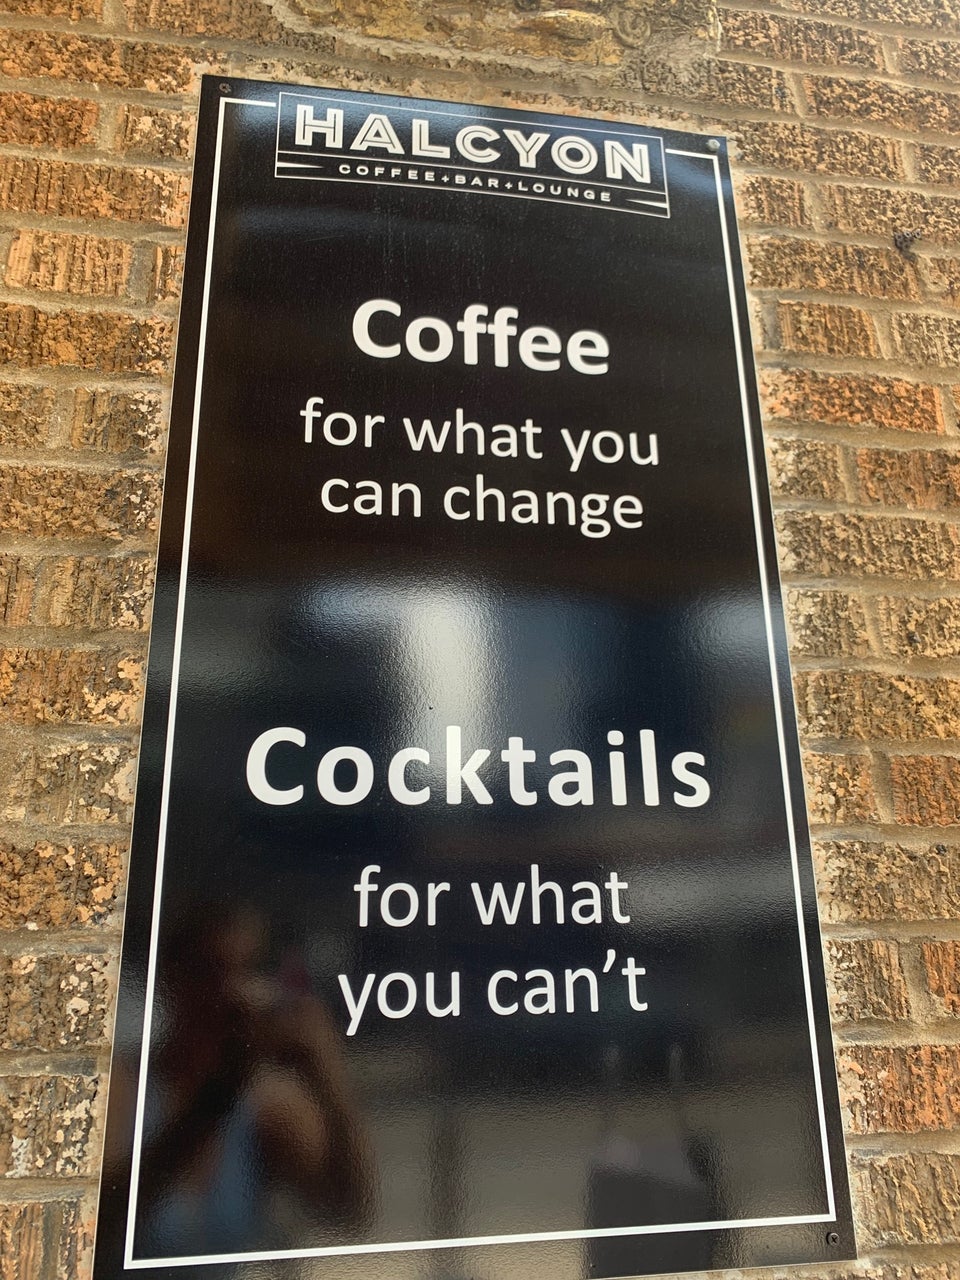 HALCYON
COFFEE+BAR+LOUNGE
Coffee
for what you
can change
Cocktails
for what
you can’t